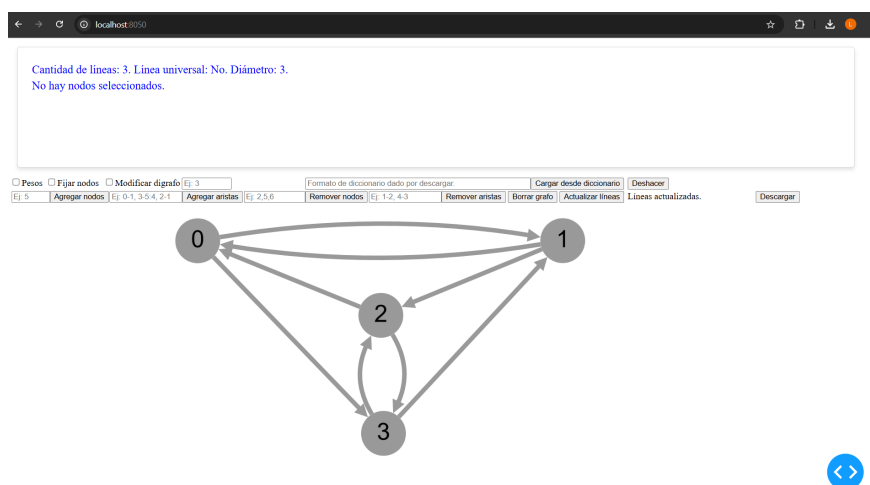 localhost:8050
L
Cantidad de líneas: 3. Linea universal: No. Diámetro: 3.
No hay nodos seleccionados.
Pesos Fijar nodos Modificar digrafo Ej: 3 Formato de diccionario dado por descargar. Cargar desde diccionario Deshacer
Ej: 5 Agregar nodos Ej: 0-1, 3-5:4, 2-1 Agregar aristas Ej: 2,5,6 Remover nodos Ej: 1-2, 4-3 Remover aristas Borrar grafo Actualizar líneas Líneas actualizadas. Descargar
0 1
2
3